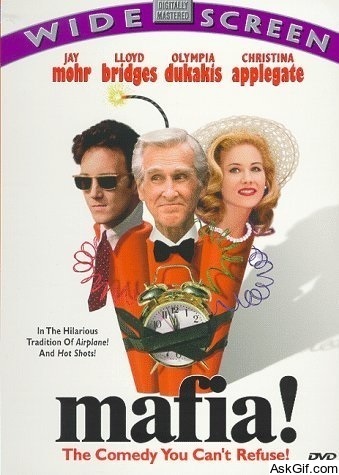 WIDE SCREEN
DIGITALLY
MASTERED
JAY LLOYD OLYMPIA CHRISTINA
mohr bridges dukakis applegate
In The Hilarious
Tradition Of Airplane!
And Hot Shots!
12
mafia!
The Comedy You Can't Refuse!
DVD
AskGif.com